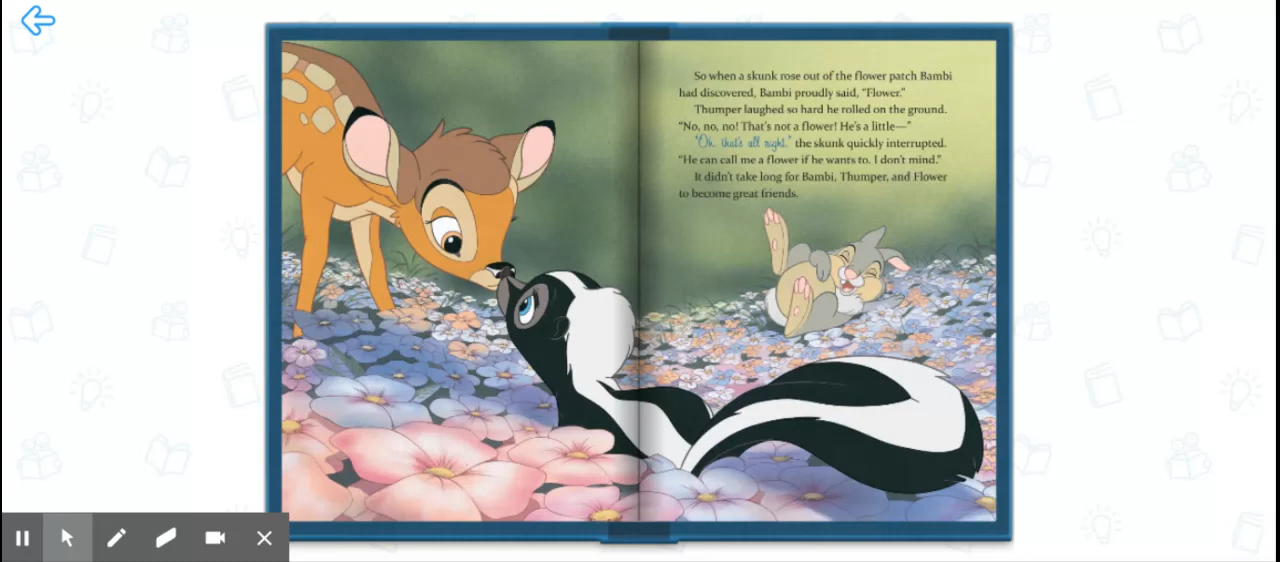 So when a skunk rose out of the flower patch Bambi
had discovered, Bambi proudly said, “Flower.”
Thumper laughed so hard he rolled on the ground.
“No, no, no! That’s not a flower! He’s a little—”
“Oh, that’s all right,” the skunk quickly interrupted.
“He can call me a flower if he wants to. I don’t mind.”
It didn’t take long for Bambi, Thumper, and Flower
to become great friends.